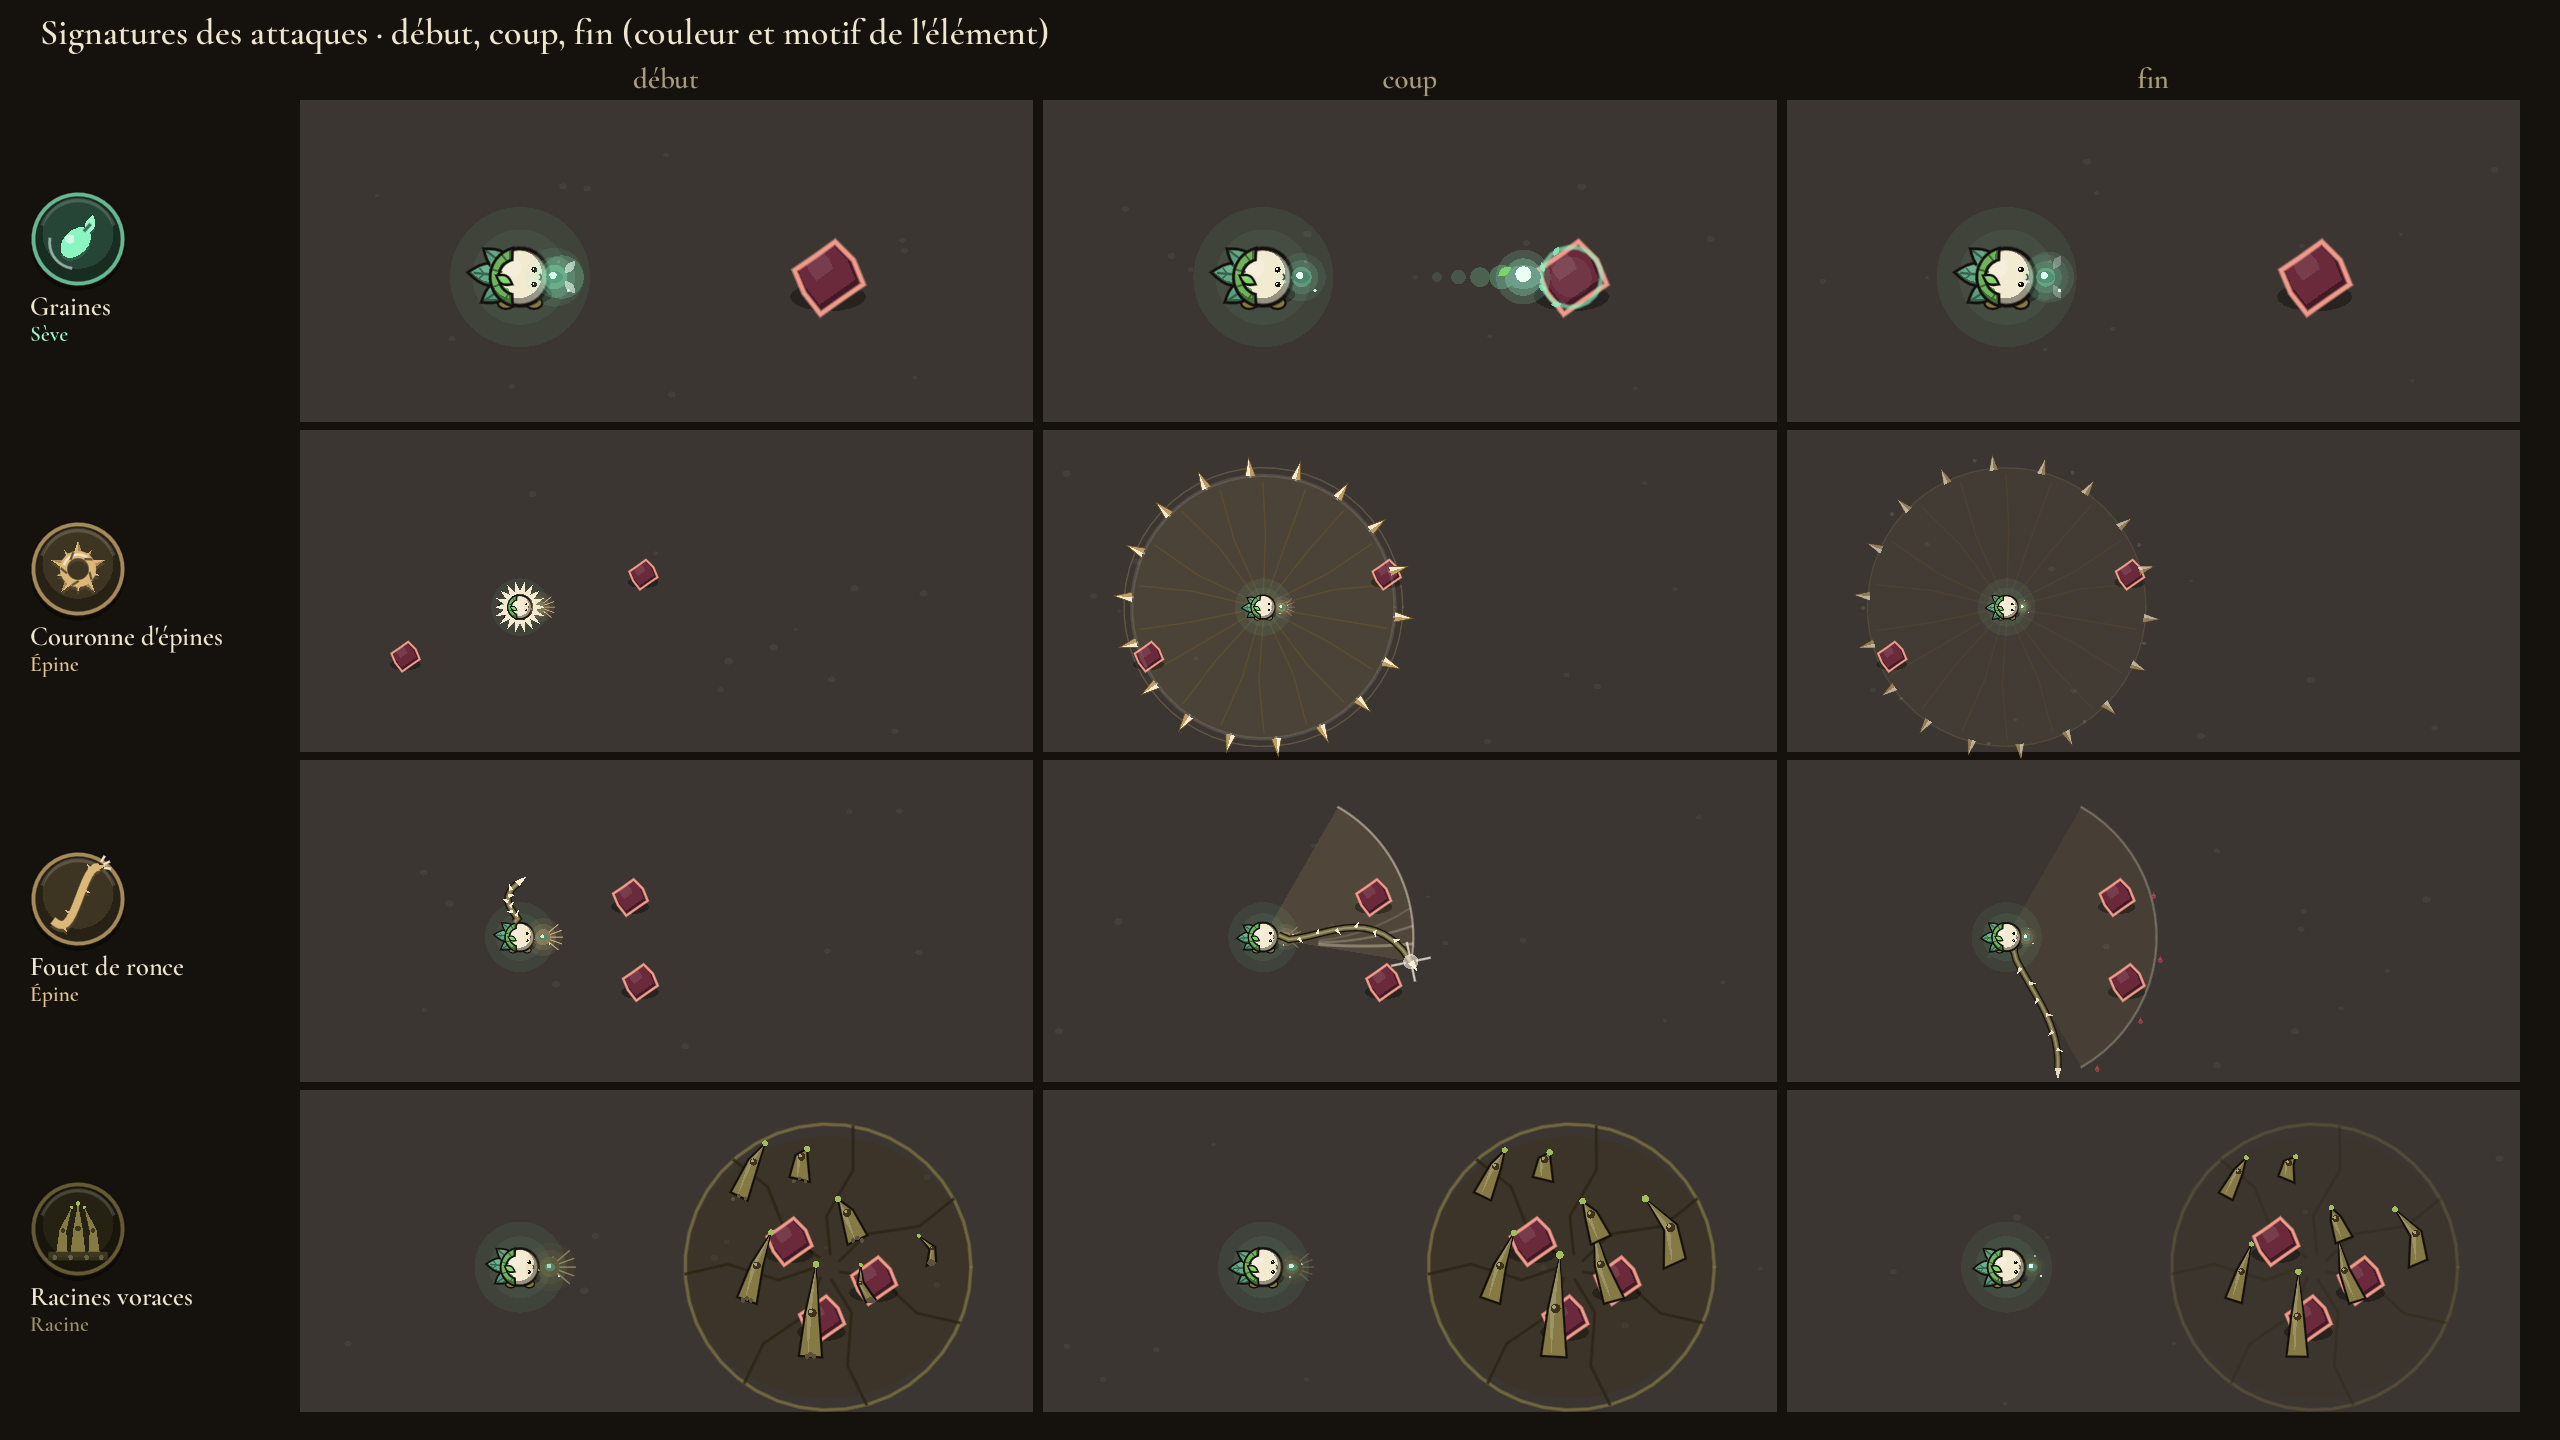 Signatures des attaques · début, coup, fin (couleur et motif de l'élément)
début
coup
fin
Graines
Sève
Couronne d'épines
Épine
Fouet de ronce
Épine
Racines voraces
Racine